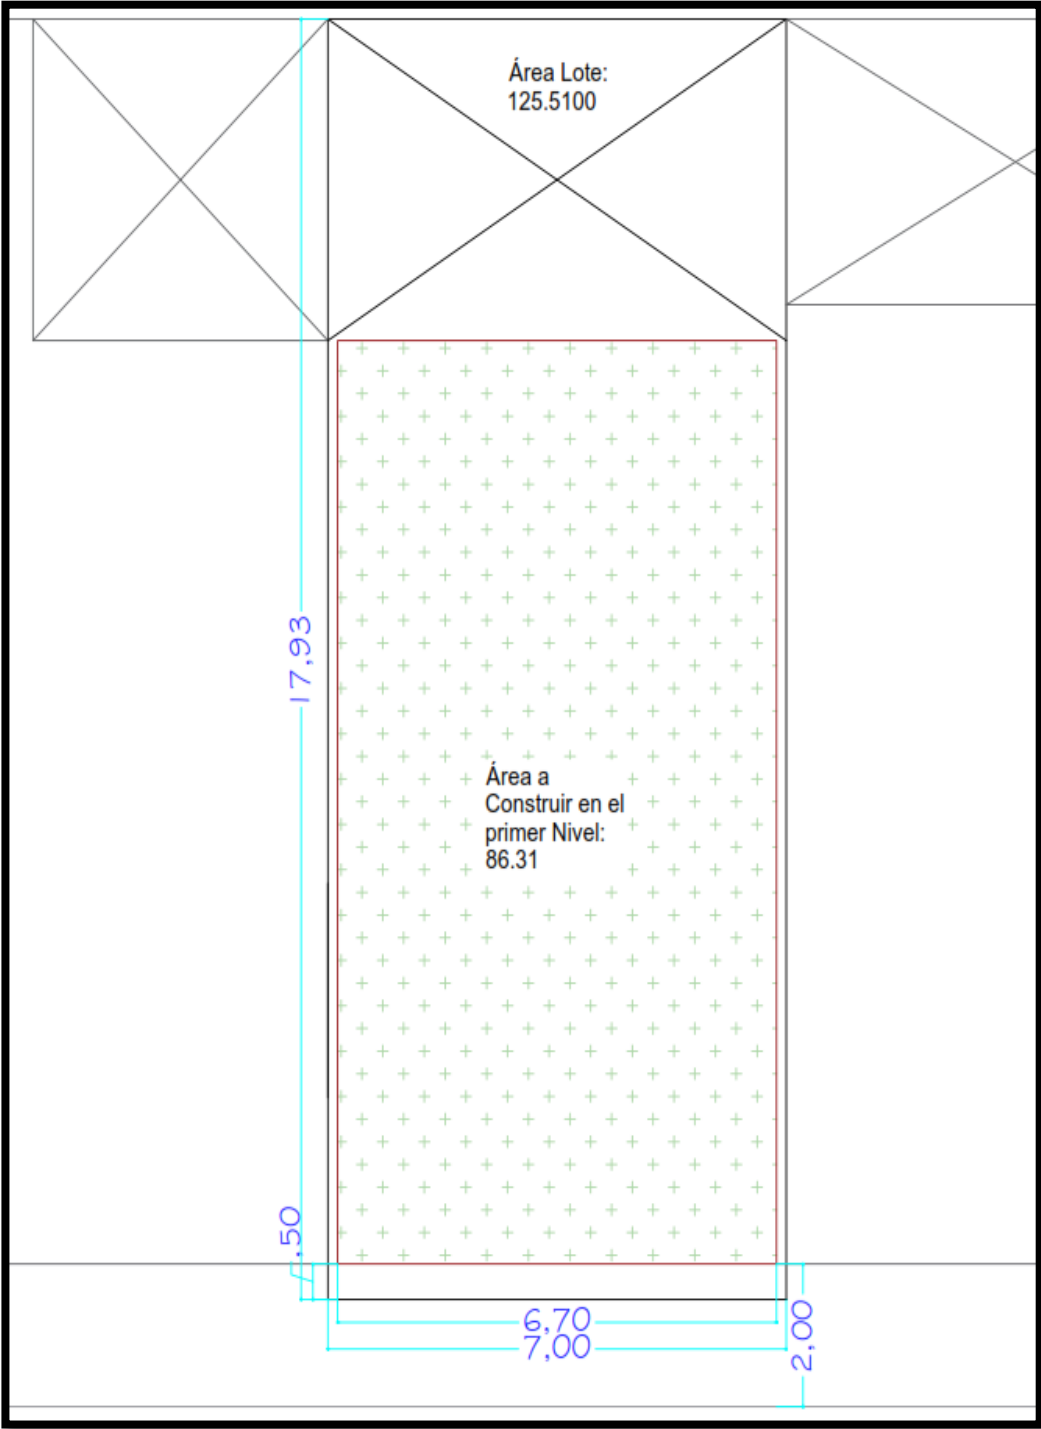 Área Lote:
125.5100
17,93
Área a
Construir en el
primer Nivel:
86.31
.50
6,70
7,00
2,00